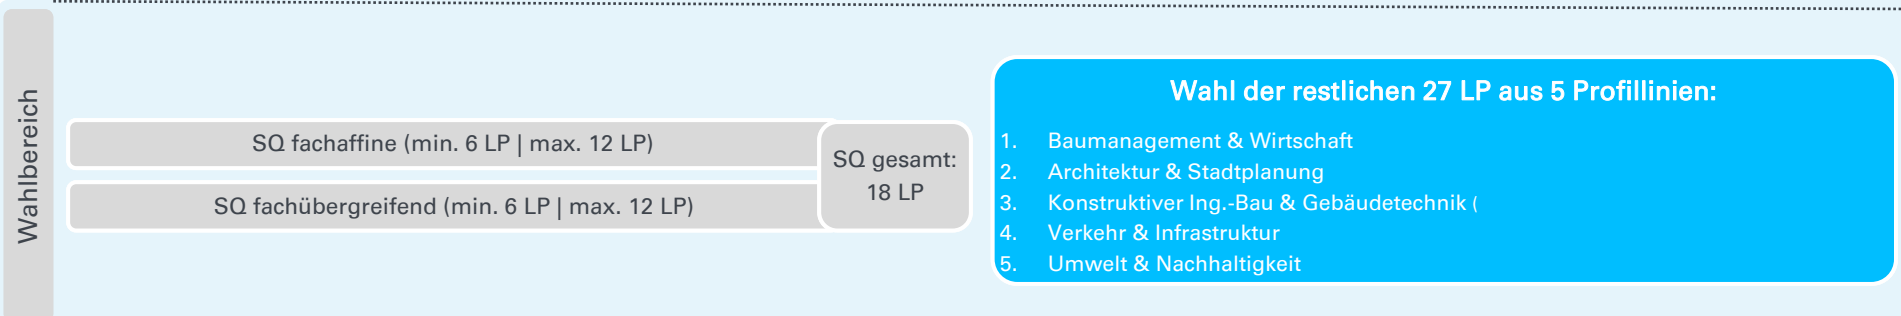 Wahlbereich
SQ fachaffine (min. 6 LP | max. 12 LP)
SQ fachübergreifend (min. 6 LP | max. 12 LP)
SQ gesamt:
18 LP
Wahl der restlichen 27 LP aus 5 Profillinien:
1. Baumanagement & Wirtschaft
2. Architektur & Stadtplanung
3. Konstruktiver Ing.-Bau & Gebäudetechnik (
4. Verkehr & Infrastruktur
5. Umwelt & Nachhaltigkeit